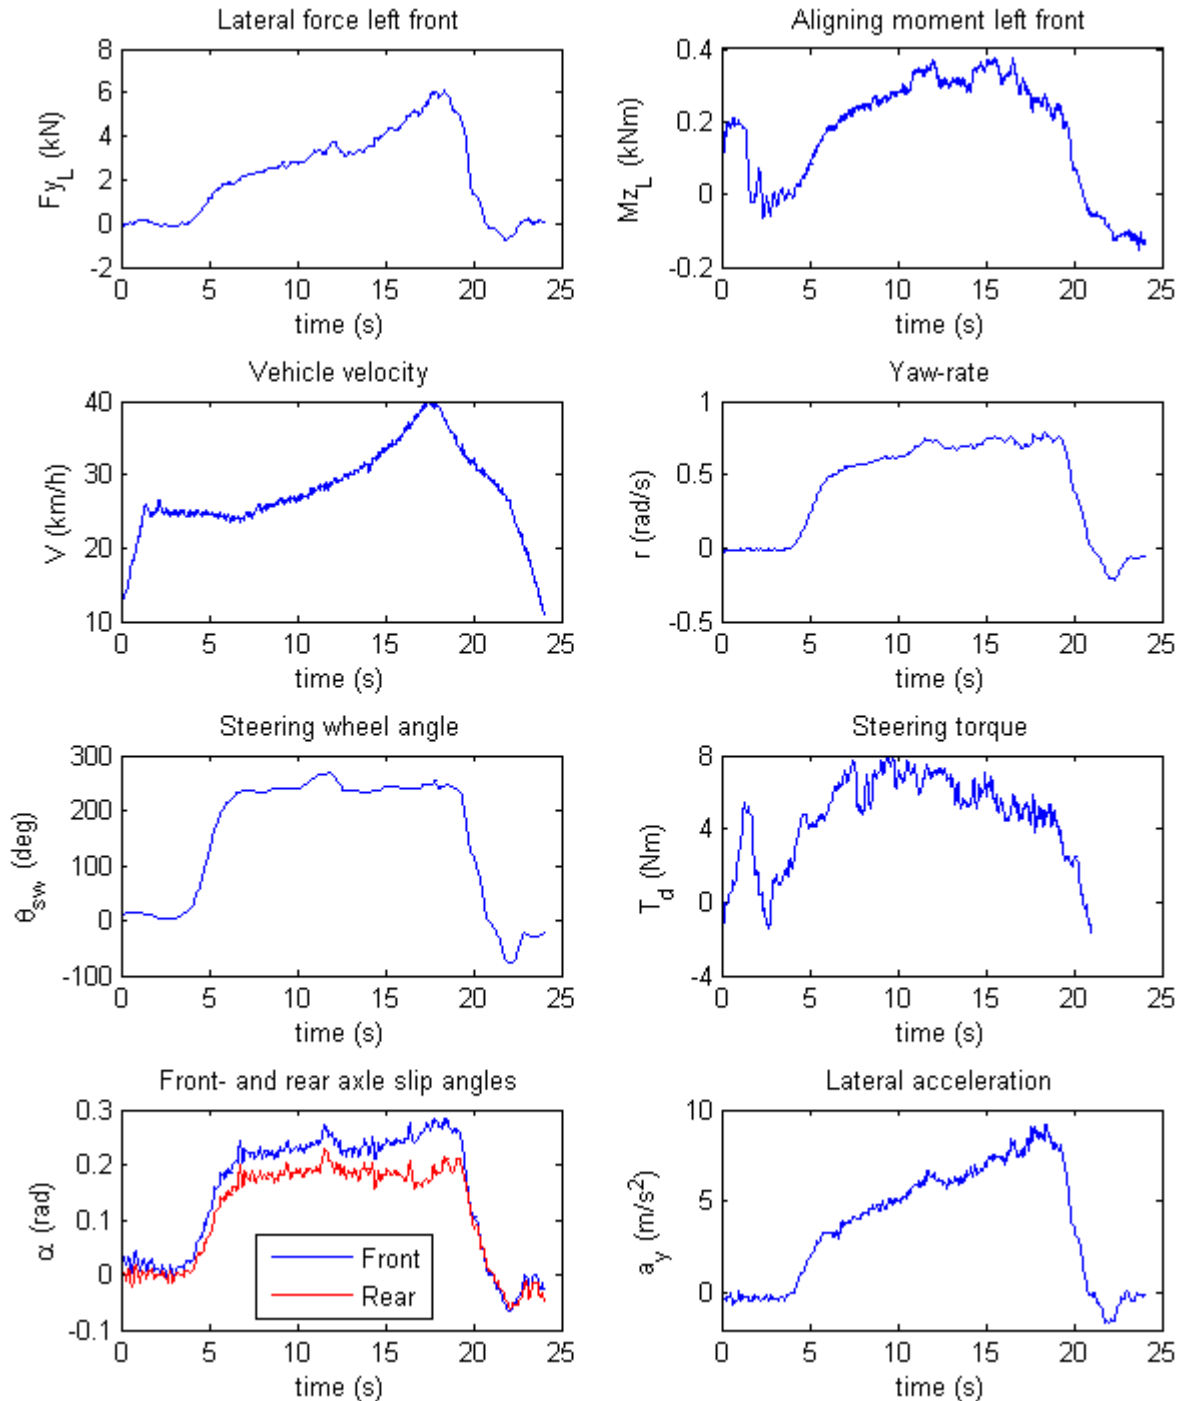 Lateral force left front
Fy_L (kN)
8
6
4
2
0
-2
0 5 10 15 20 25
time (s)
Aligning moment left front
Mz_L (kNm)
0.4
0.2
0
-0.2
0 5 10 15 20 25
time (s)
Vehicle velocity
V (km/h)
40
30
20
10
0 5 10 15 20 25
time (s)
Yaw-rate
r (rad/s)
1
0.5
0
-0.5
0 5 10 15 20 25
time (s)
Steering wheel angle
θ_sw (deg)
300
200
100
0
-100
0 5 10 15 20 25
time (s)
Steering torque
T_d (Nm)
8
4
0
-4
0 5 10 15 20 25
time (s)
Front- and rear axle slip angles
α (rad)
0.3
0.2
0.1
0
-0.1
Front
Rear
0 5 10 15 20 25
time (s)
Lateral acceleration
a_y (m/s²)
10
5
0
0 5 10 15 20 25
time (s)